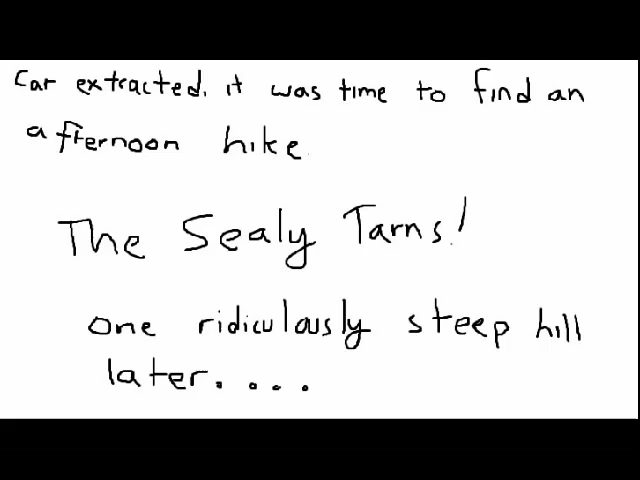 Car extracted, it was time to find an
afternoon hike.
The Sealy Tarns!
one ridiculously steep hill
later....